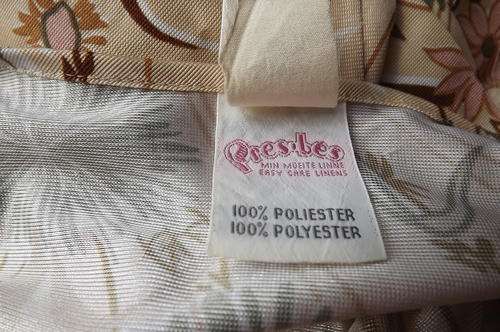 Pres-Les
MIN MOEITE LINNE
EASY CARE LINENS
100% POLIESTER
100% POLYESTER